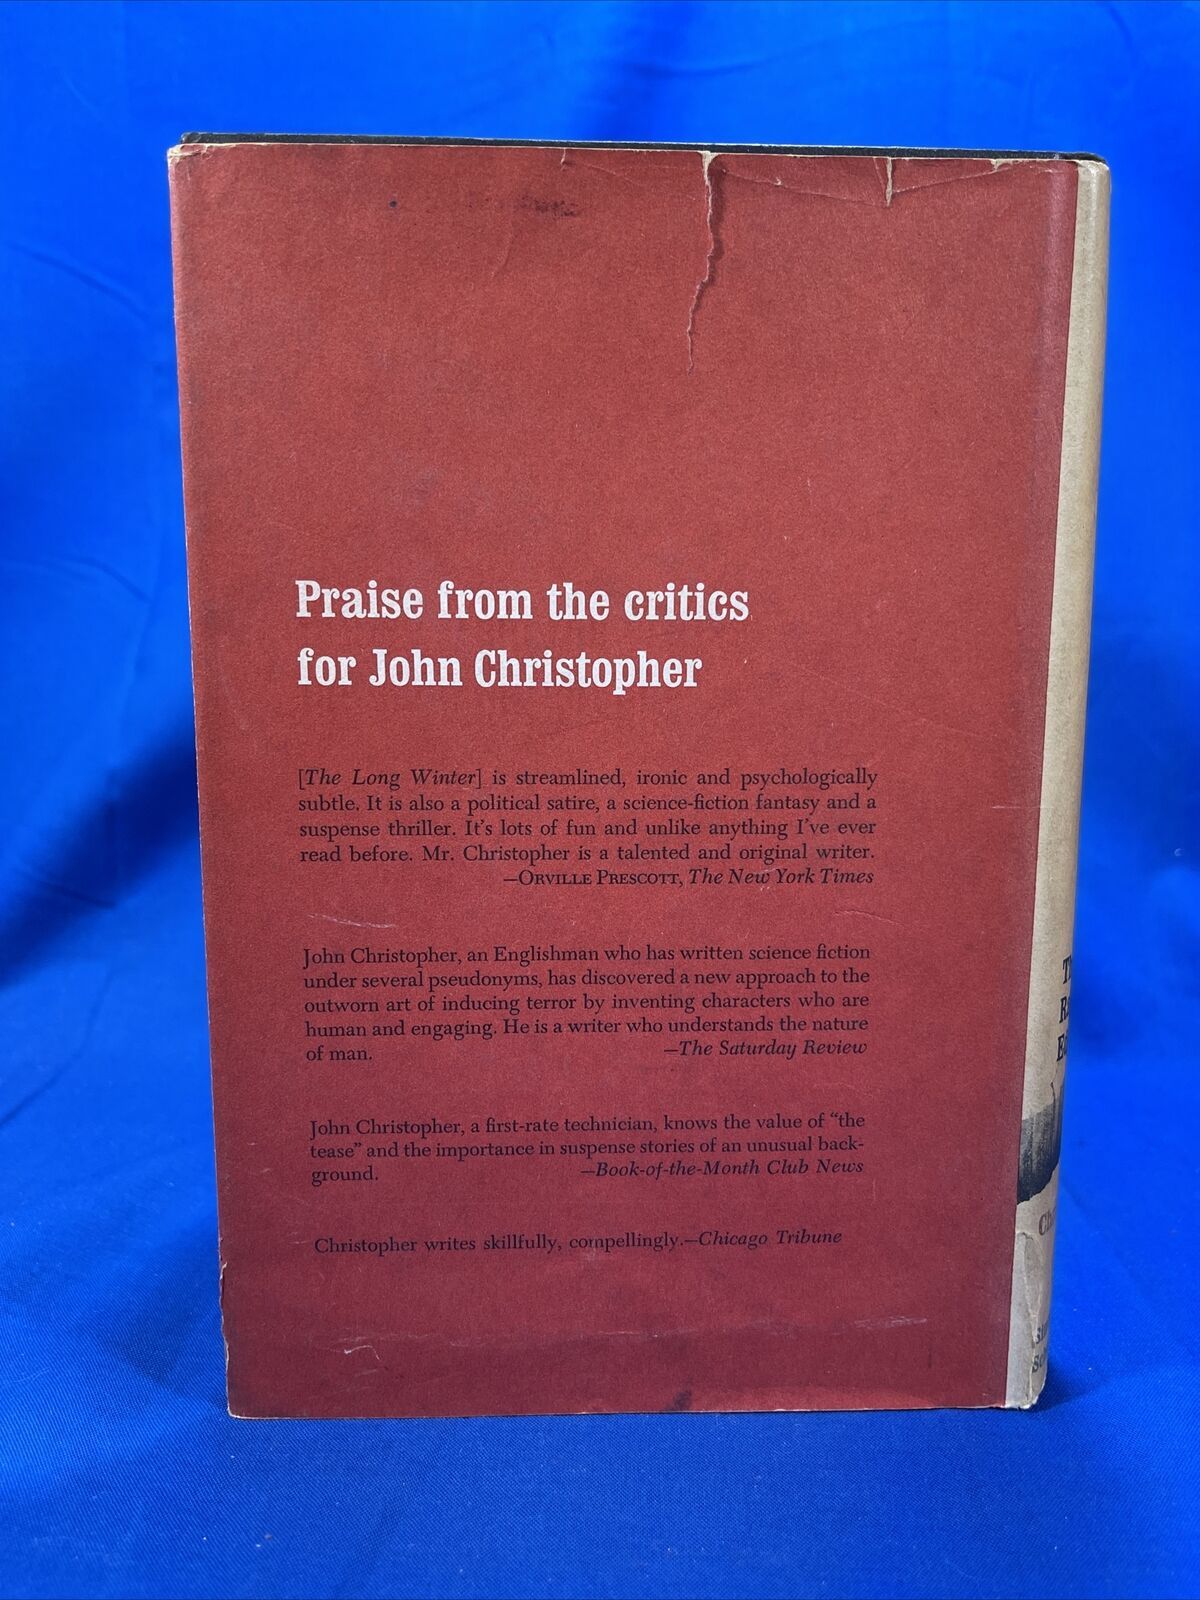 Praise from the critics
for John Christopher
[The Long Winter] is streamlined, ironic and psychologically
subtle. It is also a political satire, a science-fiction fantasy and a
suspense thriller. It's lots of fun and unlike anything I've ever
read before. Mr. Christopher is a talented and original writer.
—ORVILLE PRESCOTT, The New York Times
John Christopher, an Englishman who has written science fiction
under several pseudonyms, has discovered a new approach to the
outworn art of inducing terror by inventing characters who are
human and engaging. He is a writer who understands the nature
of man. —The Saturday Review
John Christopher, a first-rate technician, knows the value of “the
tease” and the importance in suspense stories of an unusual back-
ground. —Book-of-the-Month Club News
Christopher writes skillfully, compellingly.—Chicago Tribune